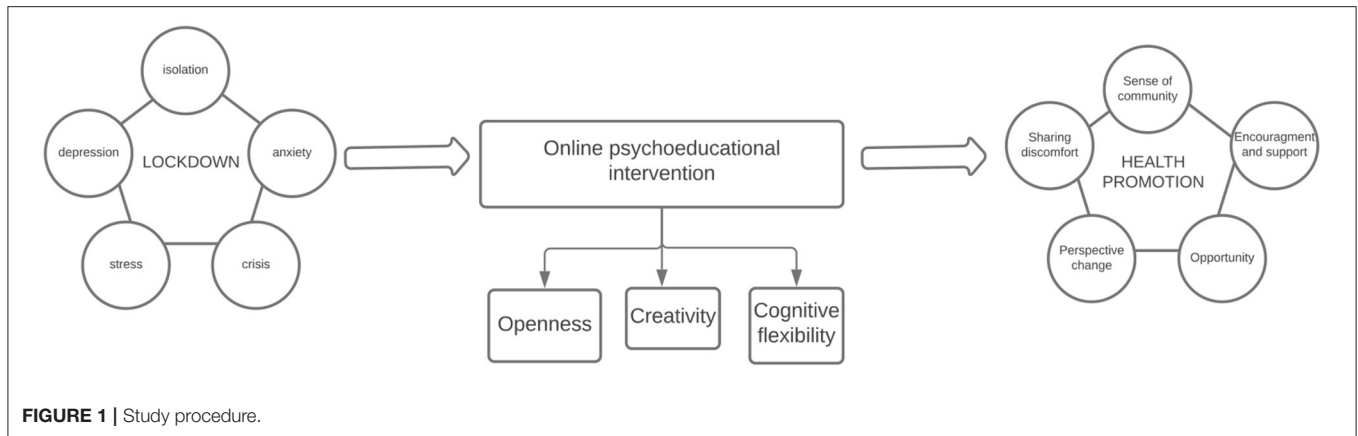 isolation
depression
LOCKDOWN
anxiety
stress
crisis
Online psychoeducational
intervention
Openness
Creativity
Cognitive
flexibility
Sense of
community
Sharing
discomfort
Encouragment
and support
HEALTH
PROMOTION
Perspective
change
Opportunity
FIGURE 1 | Study procedure.